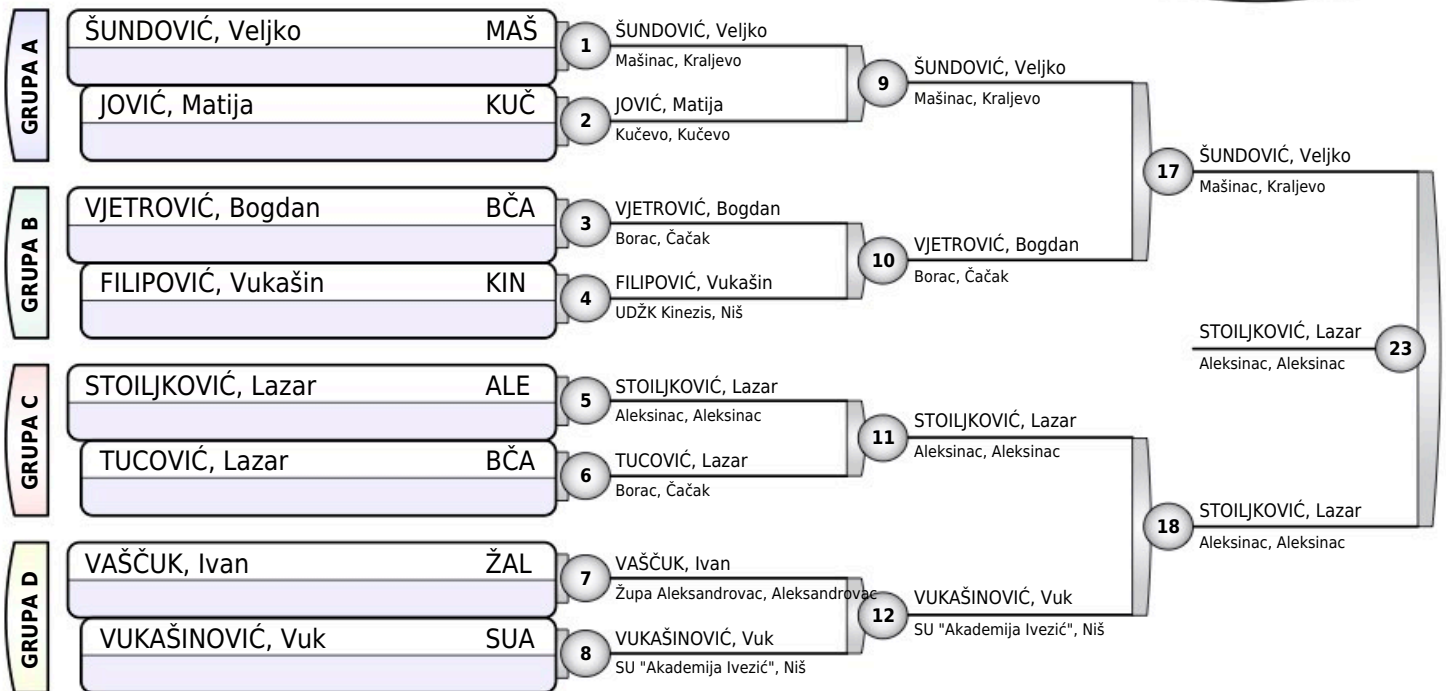 GRUPA A
ŠUNDOVIĆ, Veljko MAŠ
JOVIĆ, Matija KUČ
1
ŠUNDOVIĆ, Veljko
Mašinac, Kraljevo
2
JOVIĆ, Matija
Kučevo, Kučevo
9
ŠUNDOVIĆ, Veljko
Mašinac, Kraljevo
GRUPA B
VJETROVIĆ, Bogdan BČA
FILIPOVIĆ, Vukašin KIN
3
VJETROVIĆ, Bogdan
Borac, Čačak
4
FILIPOVIĆ, Vukašin
UDŽK Kinezis, Niš
10
VJETROVIĆ, Bogdan
Borac, Čačak
17
ŠUNDOVIĆ, Veljko
Mašinac, Kraljevo
GRUPA C
STOILJKOVIĆ, Lazar ALE
TUCOVIĆ, Lazar BČA
5
STOILJKOVIĆ, Lazar
Aleksinac, Aleksinac
6
TUCOVIĆ, Lazar
Borac, Čačak
11
STOILJKOVIĆ, Lazar
Aleksinac, Aleksinac
GRUPA D
VAŠČUK, Ivan ŽAL
VUKAŠINOVIĆ, Vuk SUA
7
VAŠČUK, Ivan
Župa Aleksandrovac, Aleksandrovac
8
VUKAŠINOVIĆ, Vuk
SU "Akademija Ivezić", Niš
12
VUKAŠINOVIĆ, Vuk
SU "Akademija Ivezić", Niš
18
STOILJKOVIĆ, Lazar
Aleksinac, Aleksinac
STOILJKOVIĆ, Lazar
Aleksinac, Aleksinac
23